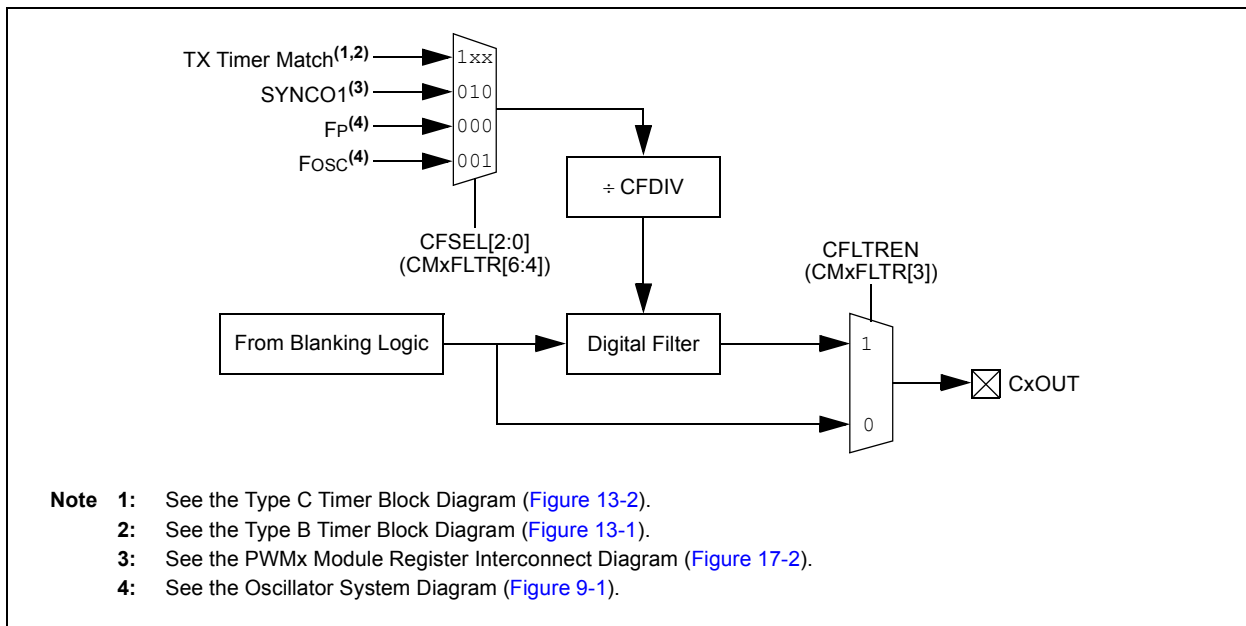 TX Timer Match(1,2)
1xx
SYNCO1(3)
010
FP(4)
000
FOSC(4)
001
÷ CFDIV
CFSEL[2:0]
(CMxFLTR[6:4])
CFLTREN
(CMxFLTR[3])
From Blanking Logic
Digital Filter
1
CxOUT
0
Note 1: See the Type C Timer Block Diagram (Figure 13-2).
2: See the Type B Timer Block Diagram (Figure 13-1).
3: See the PWMx Module Register Interconnect Diagram (Figure 17-2).
4: See the Oscillator System Diagram (Figure 9-1).